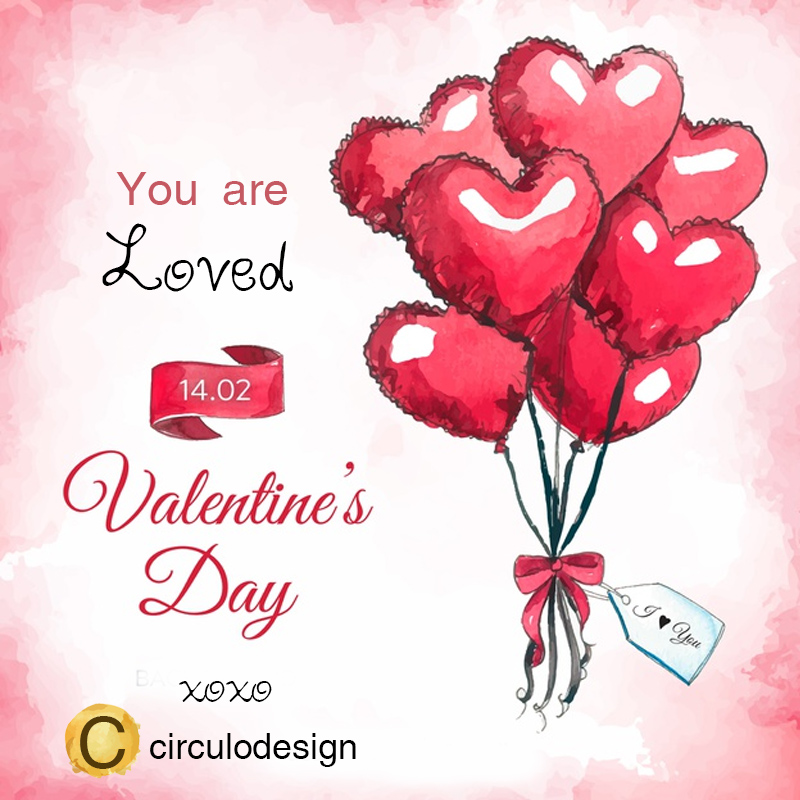 You are
Loved
14.02
Valentine's
Day
I ♥ You
xoxo
C circulodesign